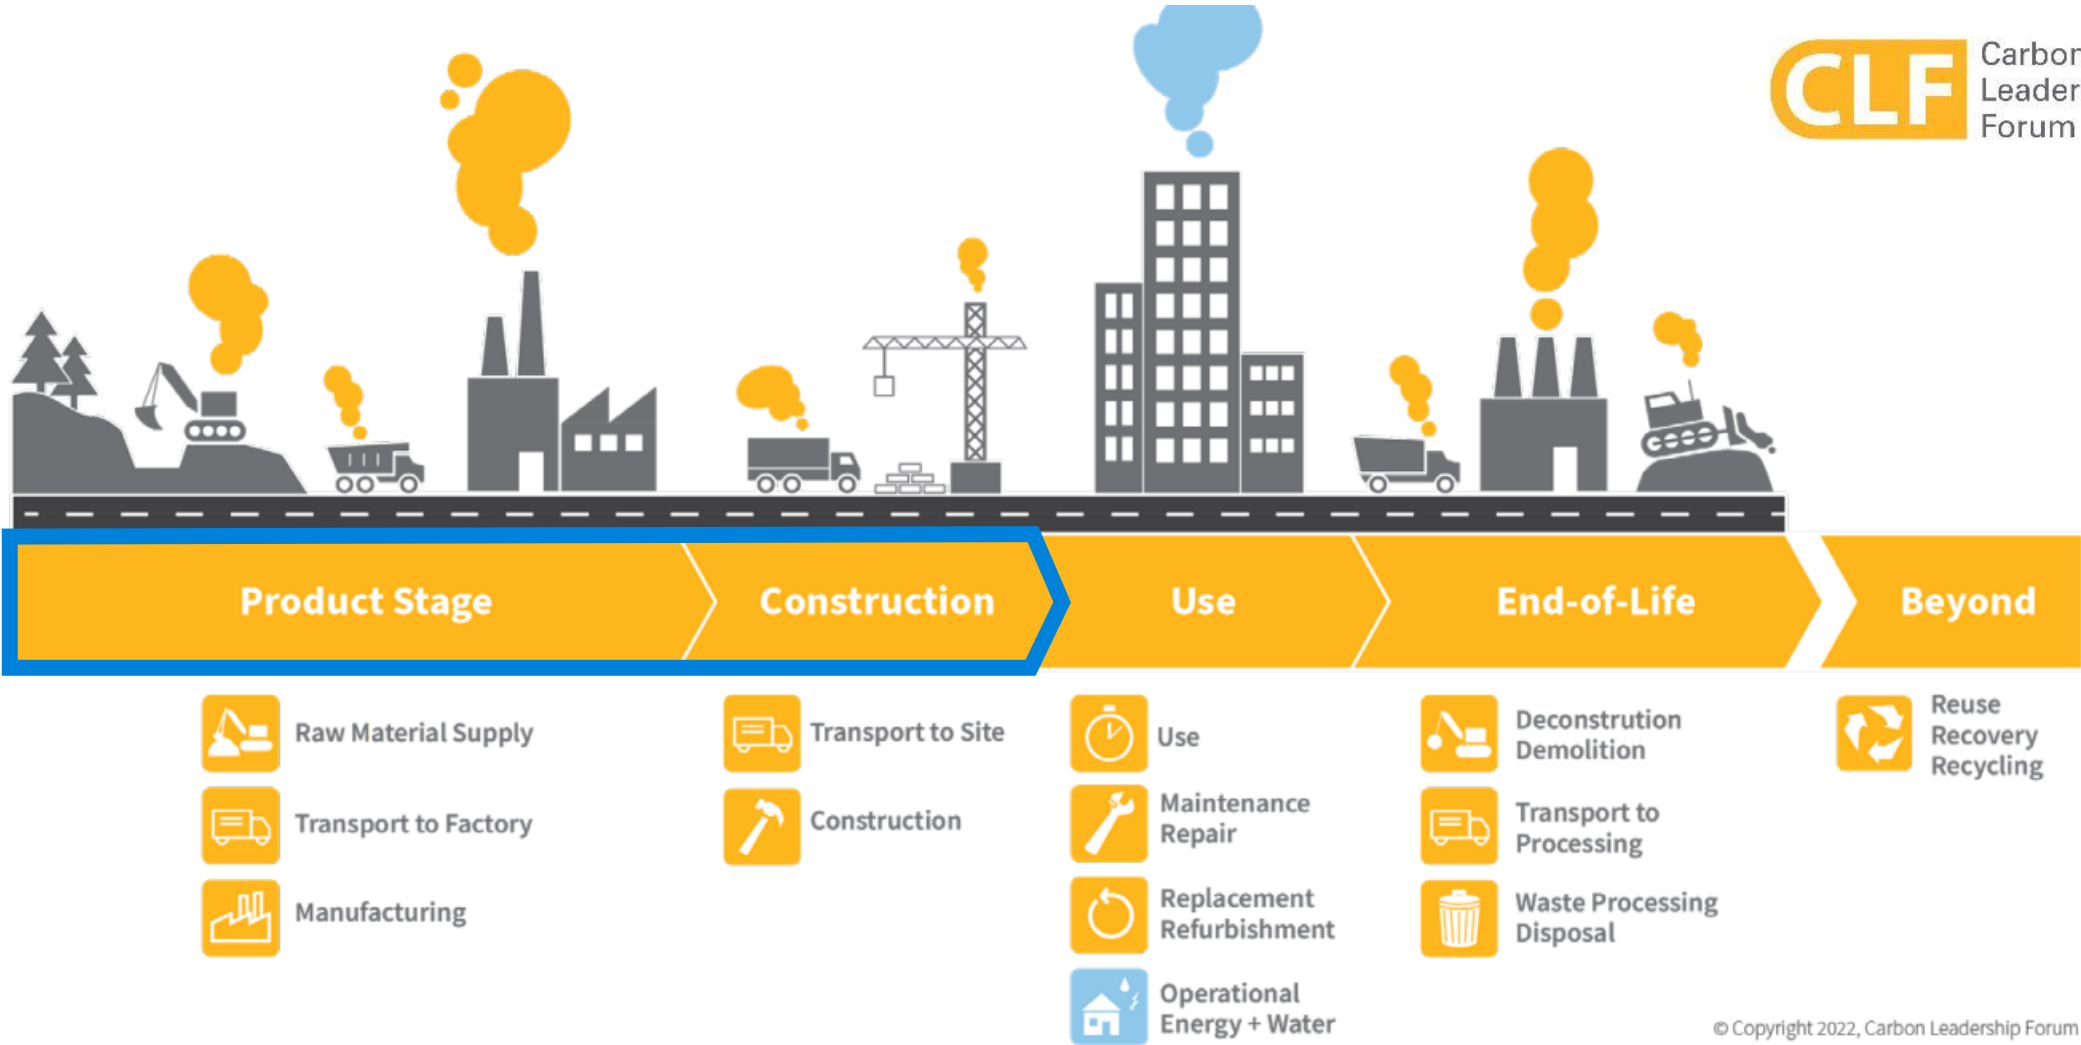 CLF
Carbon
Leader
Forum
Product Stage
Construction
Use
End-of-Life
Beyond
Raw Material Supply
Transport to Factory
Manufacturing
Transport to Site
Construction
Use
Maintenance
Repair
Replacement
Refurbishment
Operational
Energy + Water
Deconstrution
Demolition
Transport to
Processing
Waste Processing
Disposal
Reuse
Recovery
Recycling
© Copyright 2022, Carbon Leadership Forum